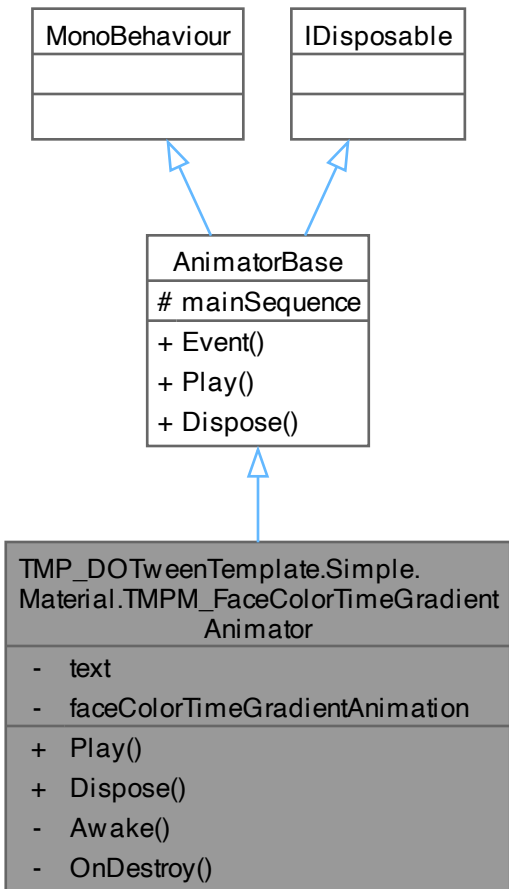 MonoBehaviour
IDisposable
AnimatorBase
# mainSequence
+ Event()
+ Play()
+ Dispose()
TMP_DOTweenTemplate.Simple.
Material.TMPM_FaceColorTimeGradient
Animator
- text
- faceColorTimeGradientAnimation
+ Play()
+ Dispose()
- Awake()
- OnDestroy()